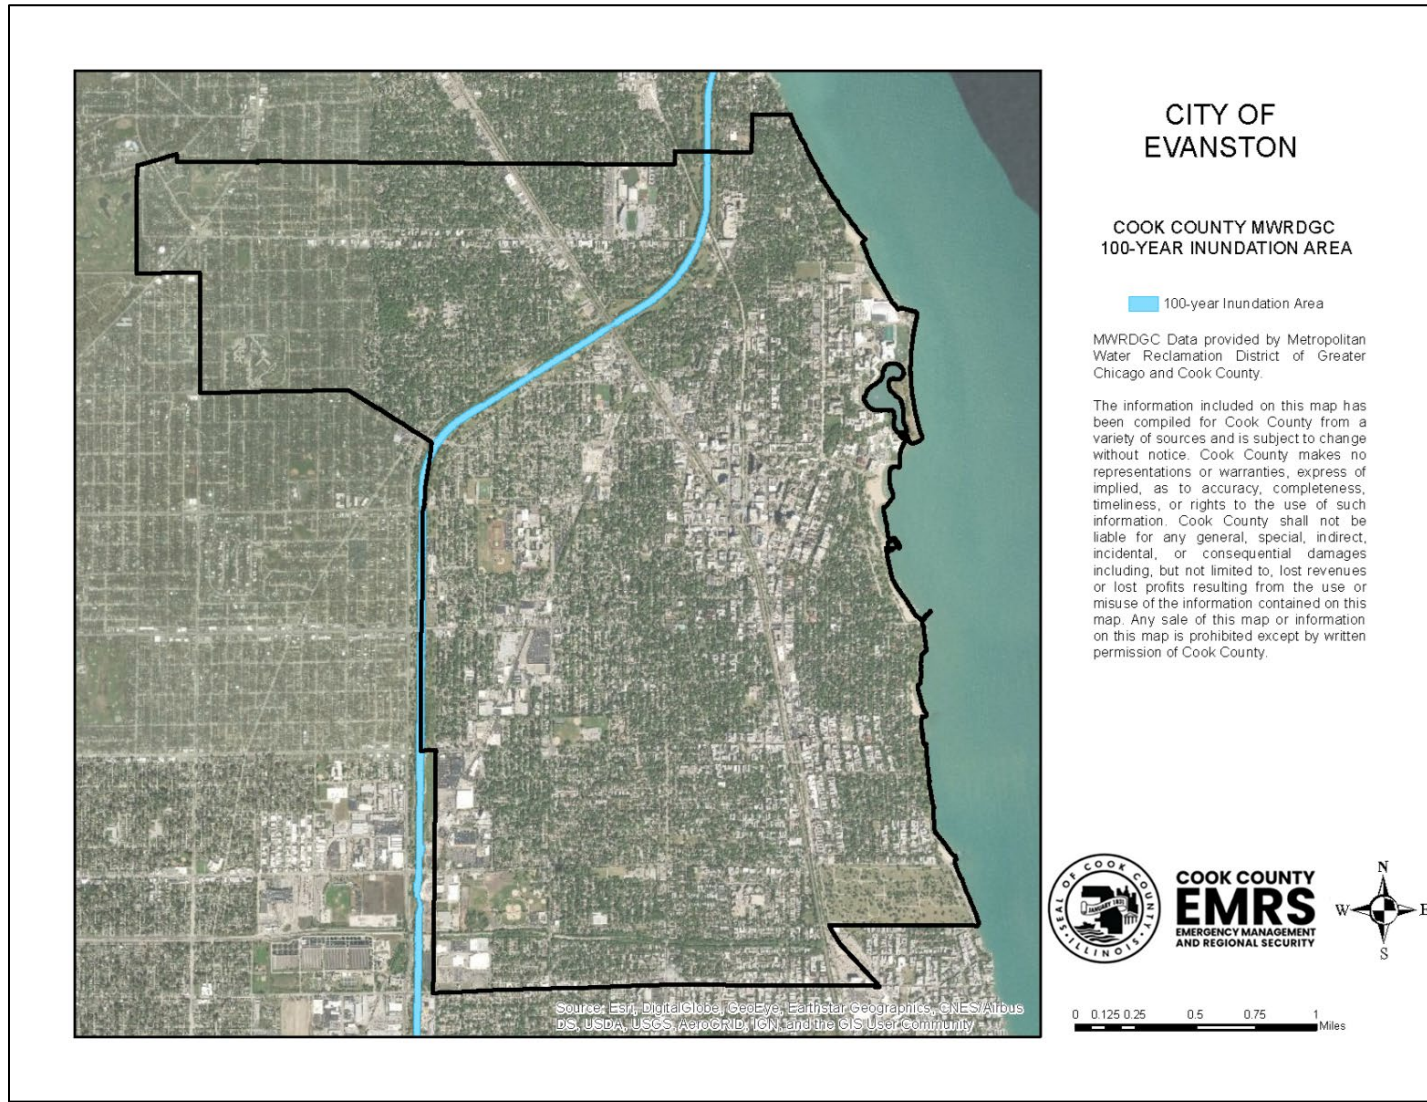 CITY OF
EVANSTON
COOK COUNTY MWRDGC
100-YEAR INUNDATION AREA
100-year Inundation Area
MWRDGC Data provided by Metropolitan
Water Reclamation District of Greater
Chicago and Cook County.
The information included on this map has
been compiled for Cook County from a
variety of sources and is subject to change
without notice. Cook County makes no
representations or warranties, express of
implied, as to accuracy, completeness,
timeliness, or rights to the use of such
information. Cook County shall not be
liable for any general, special, indirect,
incidental, or consequential damages
including, but not limited to, lost revenues
or lost profits resulting from the use or
misuse of the information contained on this
map. Any sale of this map or information
on this map is prohibited except by written
permission of Cook County.
SEAL OF COOK COUNTY
JANUARY 1831
ILLINOIS
COOK COUNTY
EMRS
EMERGENCY MANAGEMENT
AND REGIONAL SECURITY
N
W E
S
Source: Esri, DigitalGlobe, GeoEye, Earthstar Geographics, CNES/Airbus
DS, USDA, USGS, AeroGRID, IGN, and the GIS User Community
0 0.125 0.25 0.5 0.75 1
Miles